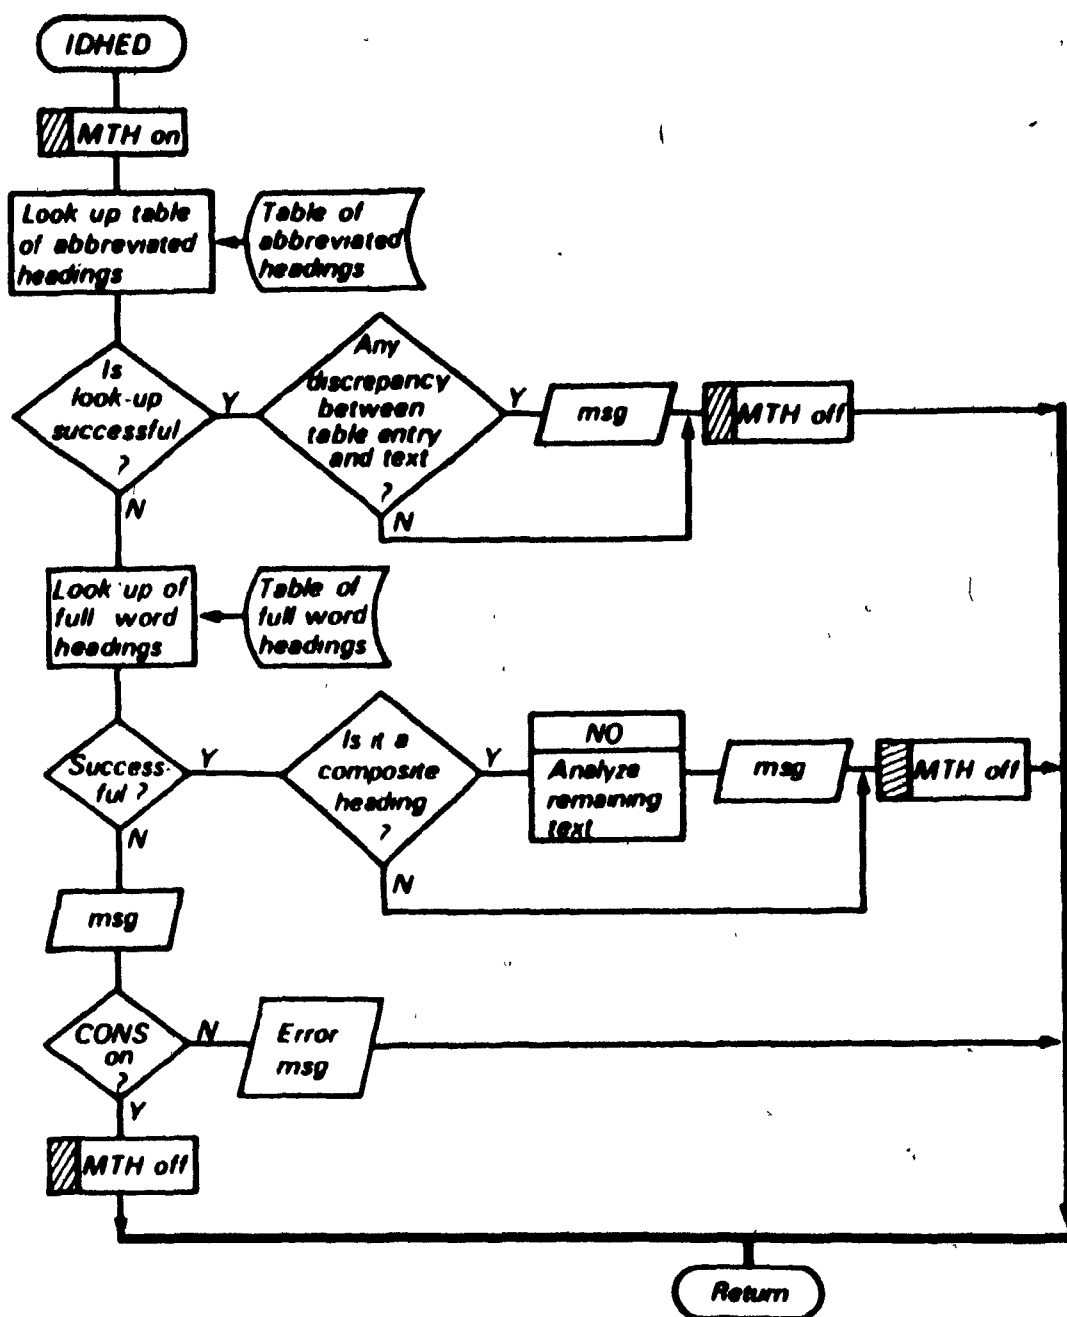 IDHED
MTH on
Look up table
of abbreviated
headings
Table of
abbreviated
headings
Is
look-up
successful
?
Y
N
Any
discrepancy
between
table entry
and text
?
Y
N
msg
MTH off
Look up of
full word
headings
Table of
full word
headings
Success-
ful?
Y
N
Is it a
composite
heading
?
Y
N
NO
Analyze
remaining
text
msg
MTH off
msg
CONS
on
?
N
Y
Error
msg
MTH off
Return